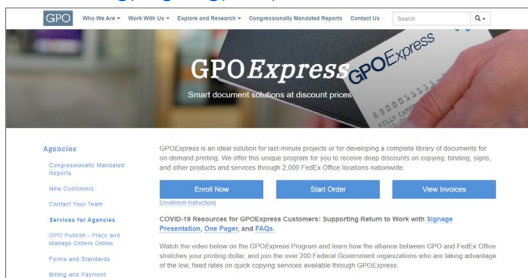 GPO Who We Are Work With Us Explore and Research Congressionally Mandated Reports Contact Us Search
GPOExpress
Smart document solutions at discount prices
GPOExpress
Agencies
Congressionally Mandated
Reports
New Customers
Contact Your Team
Services for Agencies
GPO Publish - Place and
Manage Orders Online
Forms and Standards
Billing and Payment
GPOExpress is an ideal solution for last-minute projects or for developing a complete library of documents for
on-demand printing. We offer this unique program for you to receive deep discounts on copying, binding, signs,
and other products and services through 2,000 FedEx Office locations nationwide.
Enroll Now Start Order View Invoices
Enrollment Instructions
COVID-19 Resources for GPOExpress Customers: Supporting Return to Work with Signage
Presentation, One Pager, and FAQs.
Watch the video below on the GPOExpress Program and learn how the alliance between GPO and FedEx Office
stretches your printing dollar, and join the over 200 Federal Government organizations who are taking advantage
of the low, fixed rates on quick copying services available through GPOExpress.